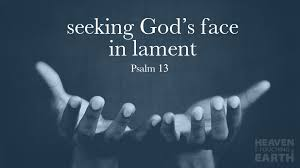 seeking God's face
in lament
Psalm 13
HEAVEN
TOUCHING
EARTH